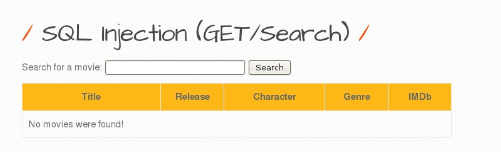 / SQL Injection (GET/Search) /
Search for a movie: Search
Title Release Character Genre IMDb
No movies were found!